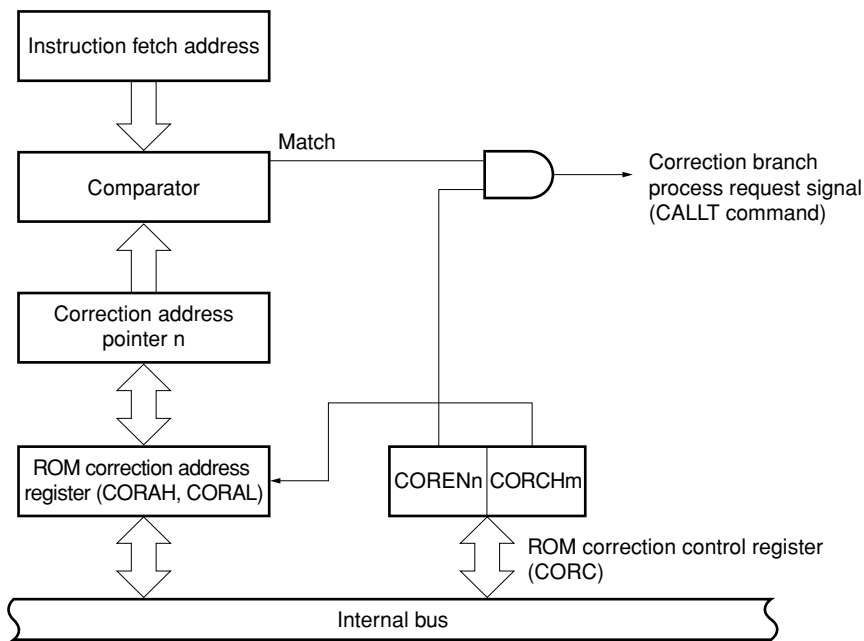 Instruction fetch address
Match
Comparator
Correction branch
process request signal
(CALLT command)
Correction address
pointer n
ROM correction address
register (CORAH, CORAL)
CORENn
CORCHm
ROM correction control register
(CORC)
Internal bus